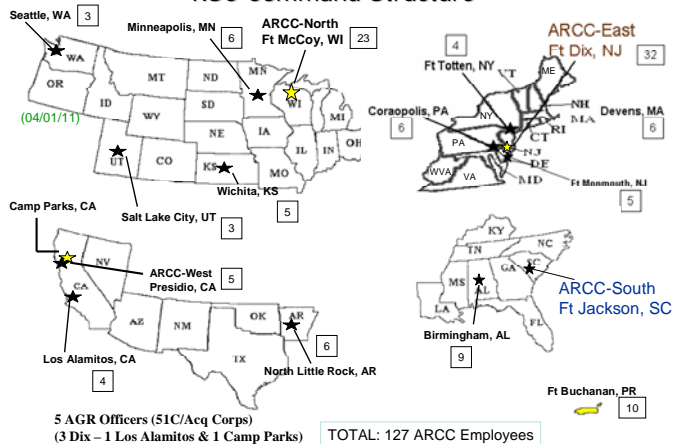 Seattle, WA 3
Minneapolis, MN
6
ARCC-North
Ft McCoy, WI 23
WA
OR
(04/01/11)
MT
ND
MN
ID
WY
SD
WI
MI
NE
IA
UT
CO
KS
IL
IN
OH
MO
Wichita, KS
5
Salt Lake City, UT
3
ARCC-East
Ft Dix, NJ
32
4
Ft Totten, NY
VT
ME
NY
NH
MA
Coraopolis, PA
6
Devens, MA
6
RI
CT
PA
NJ
DE
MD
WVA
VA
Ft Monmouth, NJ
5
Camp Parks, CA
NV
CA
ARCC-West
Presidio, CA
5
AZ
NM
OK
AR
TX
6
North Little Rock, AR
Los Alamitos, CA
4
KY
TN
NC
MS
AL
GA
SC
LA
FL
ARCC-South
Ft Jackson, SC
Birmingham, AL
9
Ft Buchanan, PR
10
5 AGR Officers (51C/Acq Corps)
(3 Dix – 1 Los Alamitos & 1 Camp Parks)
TOTAL: 127 ARCC Employees